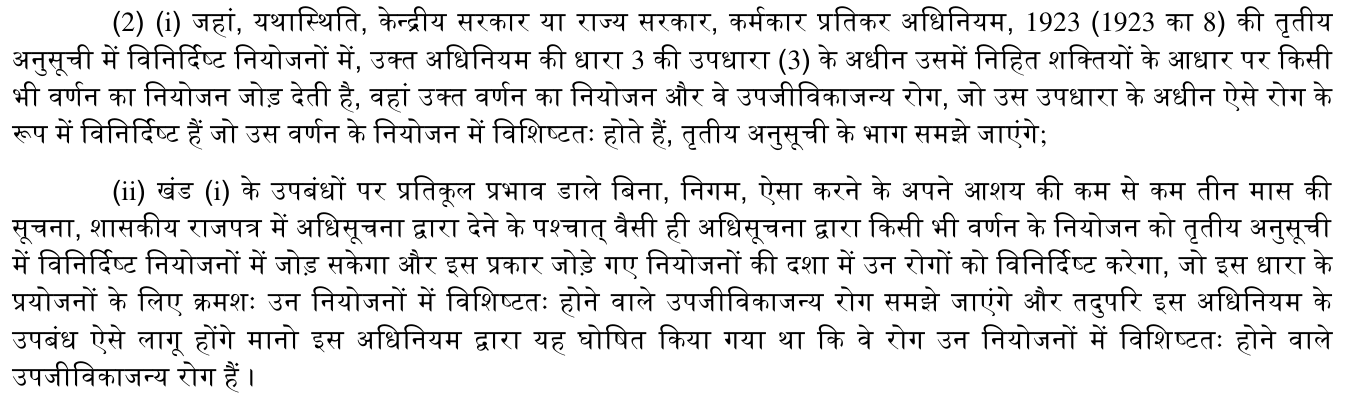 (2) (i) जहां, यथास्थिति, केन्द्रीय सरकार या राज्य सरकार, कर्मकार प्रतिकर अधिनियम, 1923 (1923 का 8) की तृतीय
अनुसूची में विनिर्दिष्ट नियोजनों में, उक्त अधिनियम की धारा 3 की उपधारा (3) के अधीन उसमें निहित शक्तियों के आधार पर किसी
भी वर्णन का नियोजन जोड़ देती है, वहां उक्त वर्णन का नियोजन और वे उपजीविकाजन्य रोग, जो उस उपधारा के अधीन ऐसे रोग के
रूप में विनिर्दिष्ट हैं जो उस वर्णन के नियोजन में विशिष्टतः होते हैं, तृतीय अनुसूची के भाग समझे जाएंगे;
(ii) खंड (i) के उपबंधों पर प्रतिकूल प्रभाव डाले बिना, निगम, ऐसा करने के अपने आशय की कम से कम तीन मास की
सूचना, शासकीय राजपत्र में अधिसूचना द्वारा देने के पश्चात् वैसी ही अधिसूचना द्वारा किसी भी वर्णन के नियोजन को तृतीय अनुसूची
में विनिर्दिष्ट नियोजनों में जोड़ सकेगा और इस प्रकार जोड़े गए नियोजनों की दशा में उन रोगों को विनिर्दिष्ट करेगा, जो इस धारा के
प्रयोजनों के लिए क्रमशः उन नियोजनों में विशिष्टतः होने वाले उपजीविकाजन्य रोग समझे जाएंगे और तदुपरि इस अधिनियम के
उपबंध ऐसे लागू होंगे मानो इस अधिनियम द्वारा यह घोषित किया गया था कि वे रोग उन नियोजनों में विशिष्टतः होने वाले
उपजीविकाजन्य रोग हैं ।